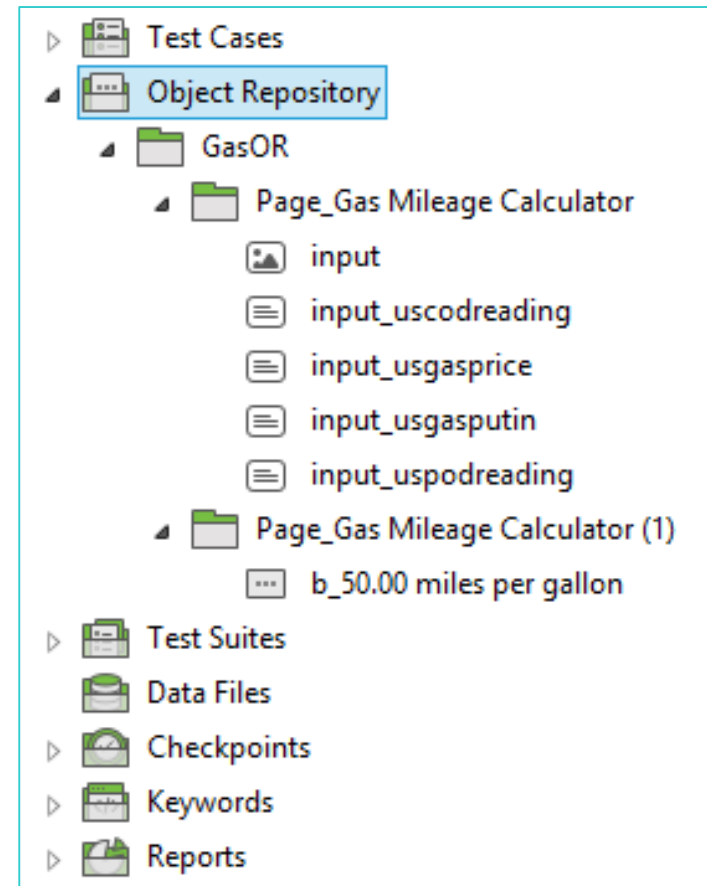 Test Cases
Object Repository
GasOR
Page_Gas Mileage Calculator
input
input_uscodreading
input_usgasprice
input_usgasputin
input_uspodreading
Page_Gas Mileage Calculator (1)
b_50.00 miles per gallon
Test Suites
Data Files
Checkpoints
Keywords
Reports